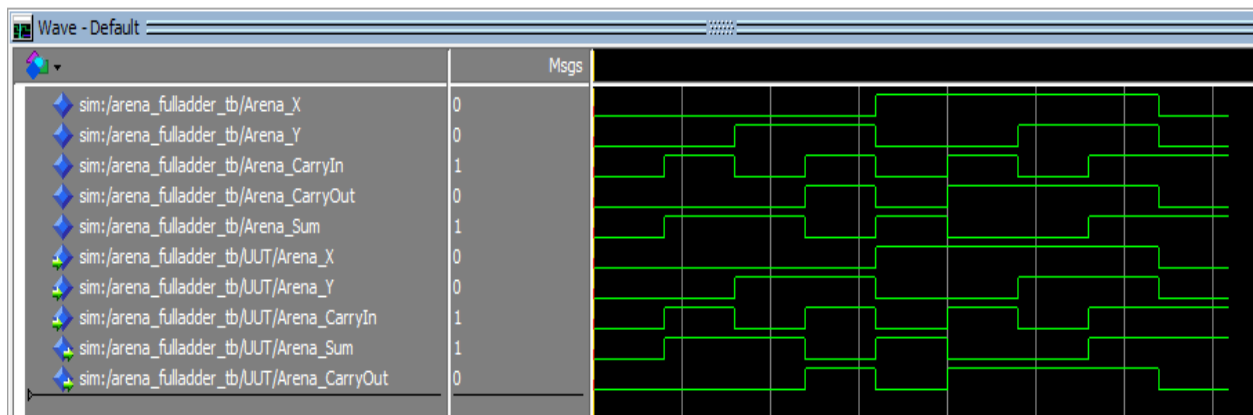 Wave - Default
Msgs
sim:/arena_fulladder_tb/Arena_X 0
sim:/arena_fulladder_tb/Arena_Y 0
sim:/arena_fulladder_tb/Arena_CarryIn 1
sim:/arena_fulladder_tb/Arena_CarryOut 0
sim:/arena_fulladder_tb/Arena_Sum 1
sim:/arena_fulladder_tb/UUT/Arena_X 0
sim:/arena_fulladder_tb/UUT/Arena_Y 0
sim:/arena_fulladder_tb/UUT/Arena_CarryIn 1
sim:/arena_fulladder_tb/UUT/Arena_Sum 1
sim:/arena_fulladder_tb/UUT/Arena_CarryOut 0